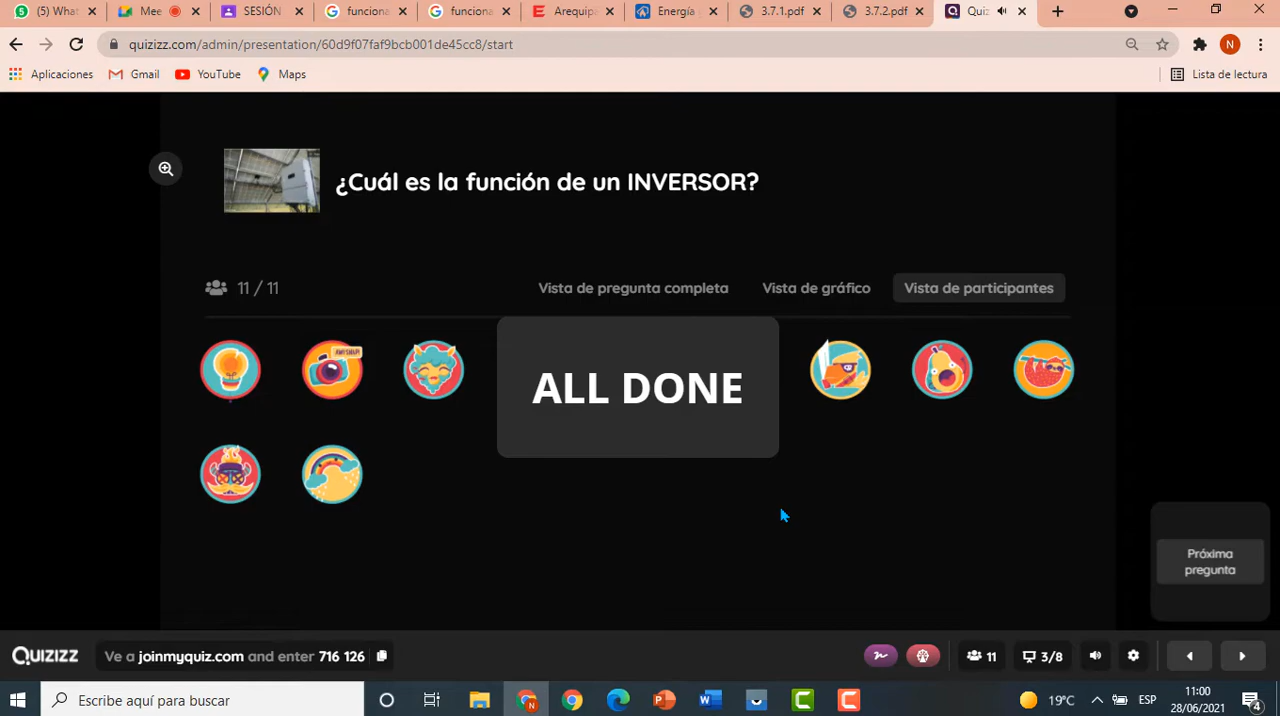 5
What
Mee
SESIÓN
funciona
funciona
Arequipa
Energía
3.7.1.pdf
3.7.2.pdf
Quiz
quizizz.com/admin/presentation/60d9f07faf9bcb001de45cc8/start
N
Aplicaciones
Gmail
YouTube
Maps
Lista de lectura
¿Cuál es la función de un INVERSOR?
11 / 11
Vista de pregunta completa
Vista de gráfico
Vista de participantes
ALL DONE
Próxima
pregunta
Quizizz
Ve a joinmyquiz.com and enter 716 126
11
3/8
Escribe aquí para buscar
19°C
ESP
11:00
28/06/2021
4